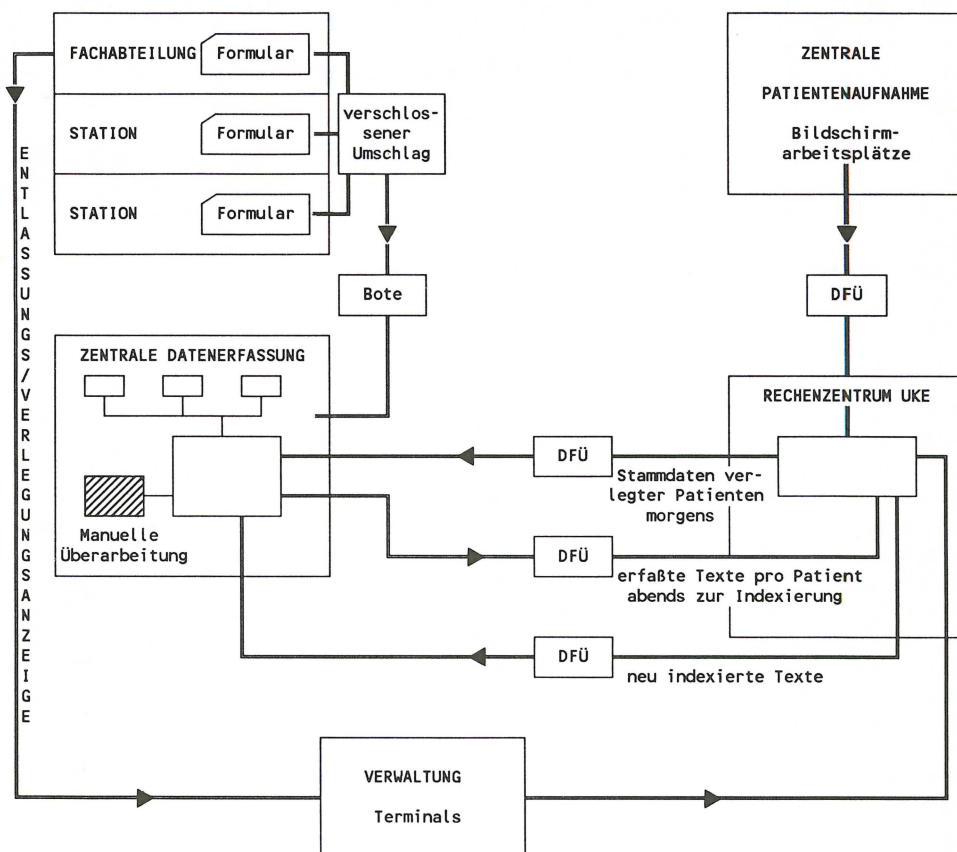 FACHABTEILUNG
Formular
STATION
Formular
STATION
Formular
verschlos-
sener
Umschlag
Bote
ENTLASSUNGS/VERLEGUNGSANZEIGE
ZENTRALE
PATIENTENAUFNAHME
Bildschirm-
arbeitsplätze
DFÜ
ZENTRALE DATENERFASSUNG
Manuelle
Überarbeitung
RECHENZENTRUM UKE
DFÜ
Stammdaten ver-
legter Patienten
morgens
DFÜ
erfaßte Texte pro Patient
abends zur Indexierung
DFÜ
neu indexierte Texte
VERWALTUNG
Terminals